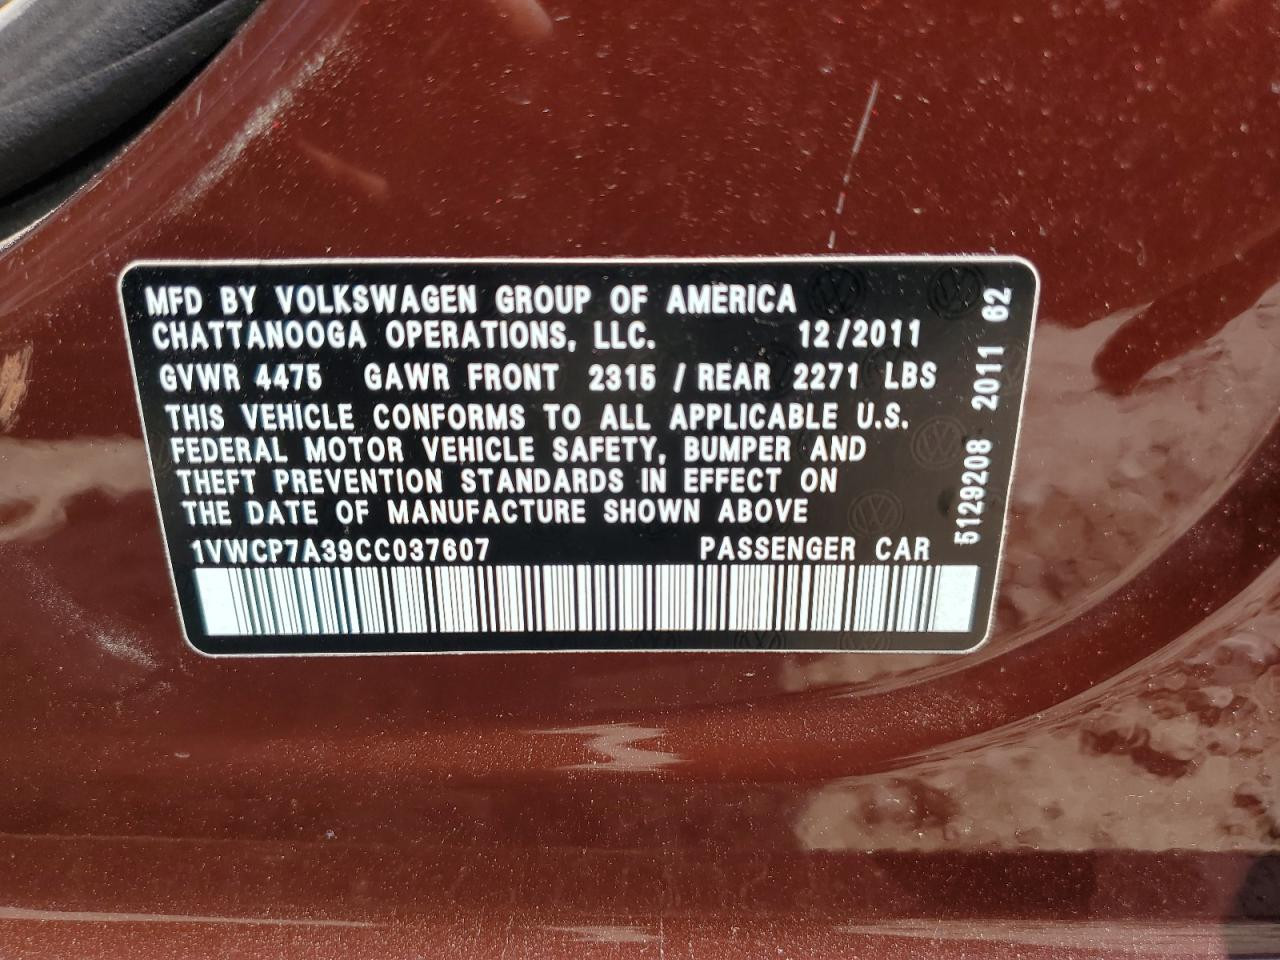 MFD BY VOLKSWAGEN GROUP OF AMERICA
CHATTANOOGA OPERATIONS, LLC. 12/2011
GVWR 4475 GAWR FRONT 2315 / REAR 2271 LBS
THIS VEHICLE CONFORMS TO ALL APPLICABLE U.S.
FEDERAL MOTOR VEHICLE SAFETY, BUMPER AND
THEFT PREVENTION STANDARDS IN EFFECT ON
THE DATE OF MANUFACTURE SHOWN ABOVE
1VWCP7A39CC037607 PASSENGER CAR
5129208 2011 62